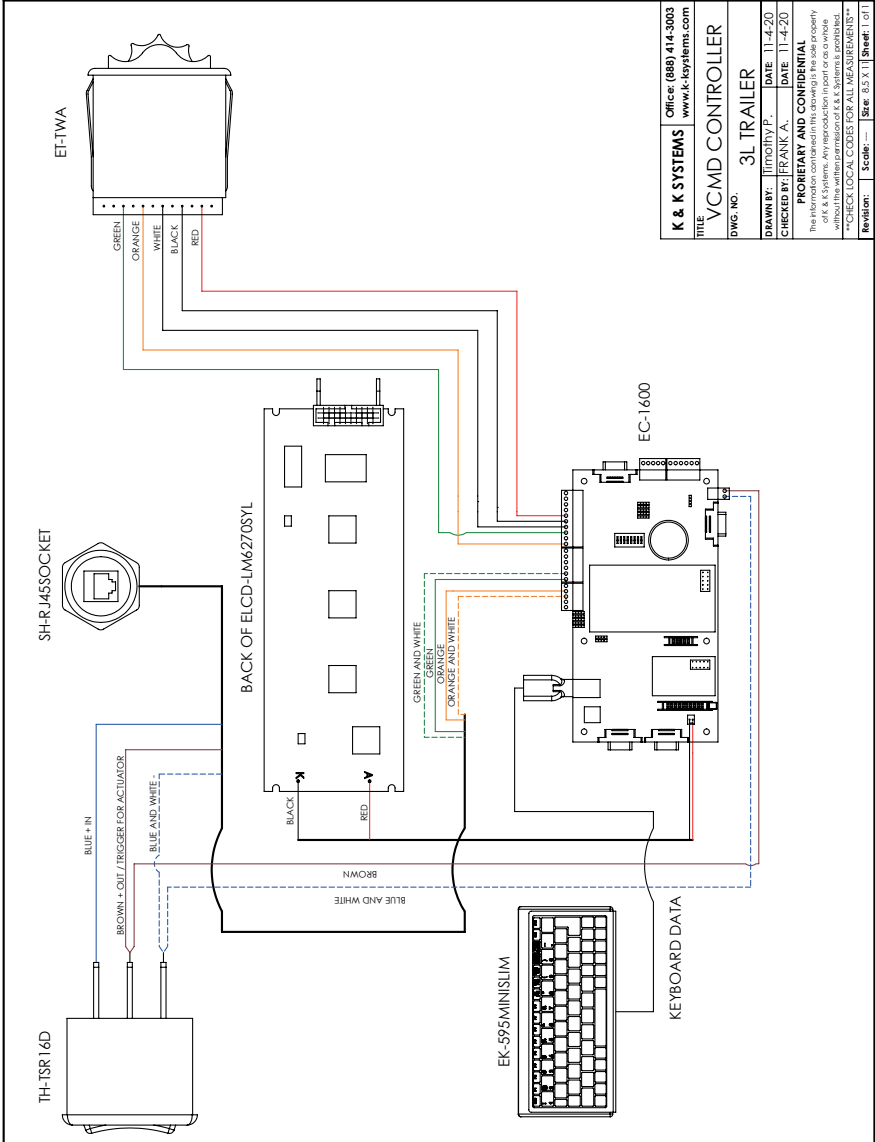 ET-TWA
GREEN
ORANGE
WHITE
BLACK
RED
SH-RJ45SOCKET
BACK OF ELCD-LM6270SYL
K
A
BLACK
RED
GREEN AND WHITE
GREEN
ORANGE
ORANGE AND WHITE
EC-1600
TH-TSR16D
BLUE + IN
BROWN + OUT / TRIGGER FOR ACTUATOR
BLUE AND WHITE -
BROWN
BLUE AND WHITE
EK-595MINISLIM
KEYBOARD DATA
K & K SYSTEMS
Office: (888) 414-3003
www.k-ksystems.com
TITLE:
VCMD CONTROLLER
DWG. NO.
3L TRAILER
DRAWN BY: Timothy P. DATE: 11-4-20
CHECKED BY: FRANK A. DATE: 11-4-20
PRORIETARY AND CONFIDENTIAL
The information contained in this drawing is the sole property
of K & K Systems. Any reproduction in part or as a whole
without the written permission of K & K Systems is prohibited.
**CHECK LOCAL CODES FOR ALL MEASUREMENTS**
Revision: Scale: --- Size: 8.5 X 11 Sheet: 1 of 1